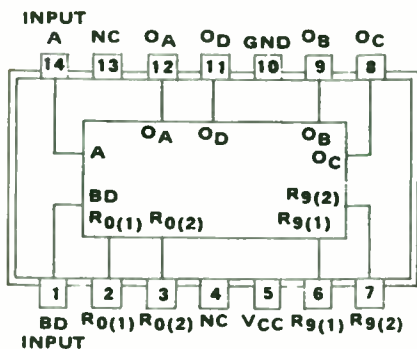 INPUT
A NC OA OD GND OB OC
14 13 12 11 10 9 8
OA OD OB
A OC
BD R9(2)
R0(1) R0(2) R9(1)
1 2 3 4 5 6 7
BD R0(1) R0(2) NC VCC R9(1) R9(2)
INPUT